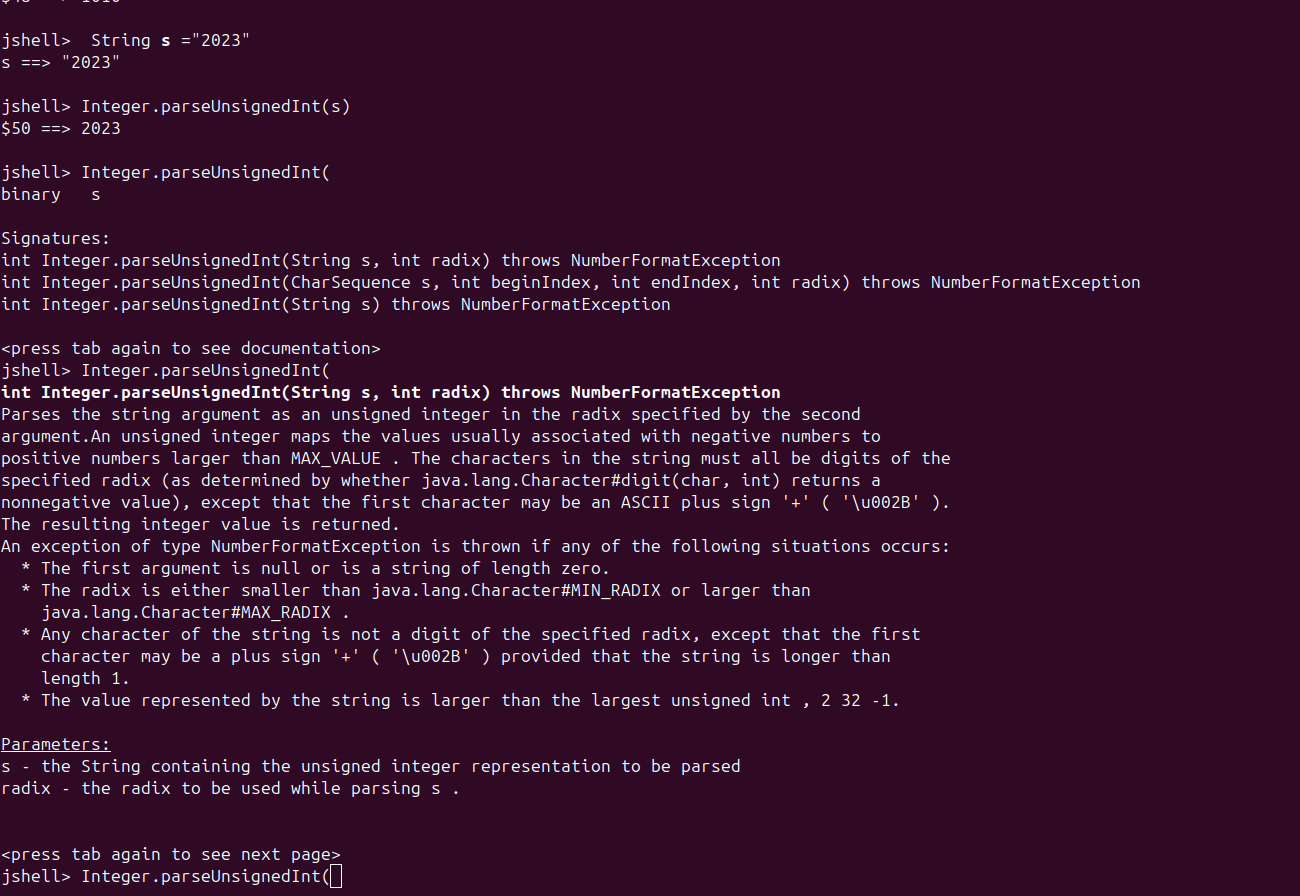 jshell>  String s ="2023"
s ==> "2023"
jshell> Integer.parseUnsignedInt(s)
$50 ==> 2023
jshell> Integer.parseUnsignedInt(
binary   s
Signatures:
int Integer.parseUnsignedInt(String s, int radix) throws NumberFormatException
int Integer.parseUnsignedInt(CharSequence s, int beginIndex, int endIndex, int radix) throws NumberFormatException
int Integer.parseUnsignedInt(String s) throws NumberFormatException
<press tab again to see documentation>
jshell> Integer.parseUnsignedInt(
int Integer.parseUnsignedInt(String s, int radix) throws NumberFormatException
Parses the string argument as an unsigned integer in the radix specified by the second
argument.An unsigned integer maps the values usually associated with negative numbers to
positive numbers larger than MAX_VALUE . The characters in the string must all be digits of the
specified radix (as determined by whether java.lang.Character#digit(char, int) returns a
nonnegative value), except that the first character may be an ASCII plus sign '+' ( '\u002B' ).
The resulting integer value is returned.
An exception of type NumberFormatException is thrown if any of the following situations occurs:
  * The first argument is null or is a string of length zero.
  * The radix is either smaller than java.lang.Character#MIN_RADIX or larger than
    java.lang.Character#MAX_RADIX .
  * Any character of the string is not a digit of the specified radix, except that the first
    character may be a plus sign '+' ( '\u002B' ) provided that the string is longer than
    length 1.
  * The value represented by the string is larger than the largest unsigned int , 2 32 -1.
Parameters:
s - the String containing the unsigned integer representation to be parsed
radix - the radix to be used while parsing s .
<press tab again to see next page>
jshell> Integer.parseUnsignedInt(